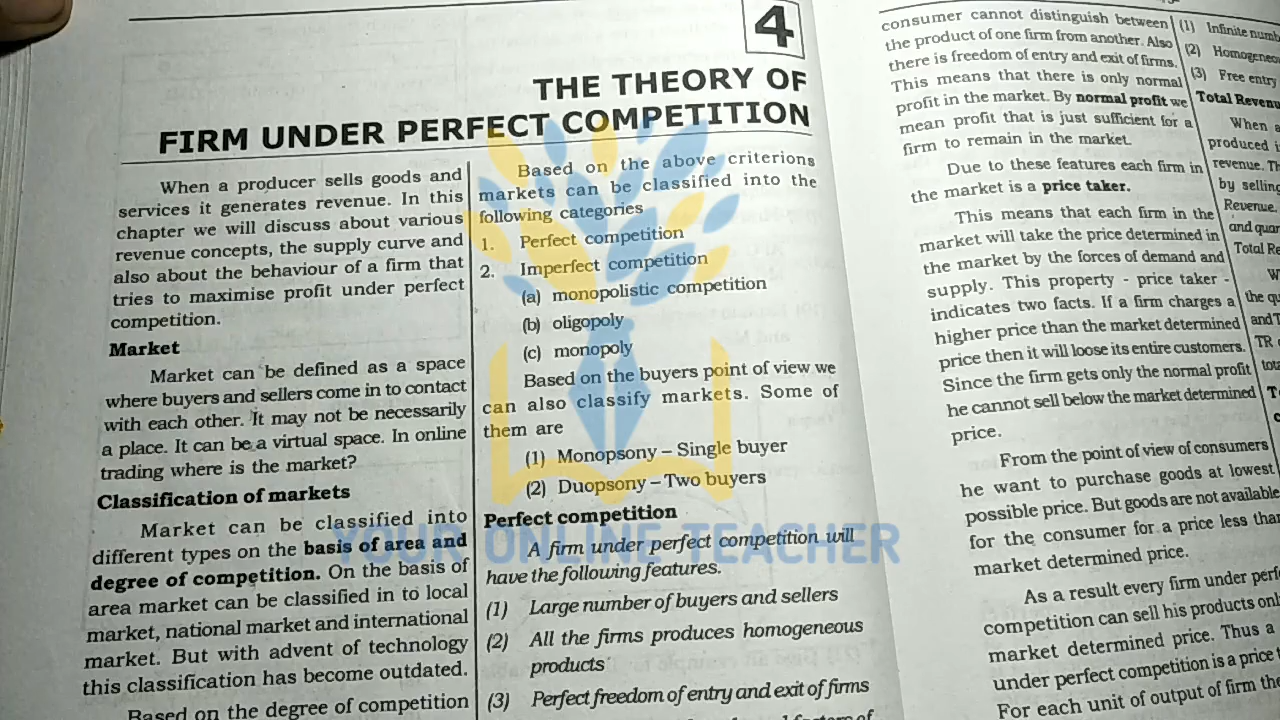 4
THE THEORY OF
FIRM UNDER PERFECT COMPETITION
When a producer sells goods and
services it generates revenue. In this
chapter we will discuss about various
revenue concepts, the supply curve and
also about the behaviour of a firm that
tries to maximise profit under perfect
competition.
Market
Market can be defined as a space
where buyers and sellers come in to contact
with each other. It may not be necessarily
a place. It can be a virtual space. In online
trading where is the market?
Classification of markets
Market can be classified into
different types on the basis of area and
degree of competition. On the basis of
area market can be classified in to local
market, national market and international
market. But with advent of technology
this classification has become outdated.
Based on the degree of competition
Based on the above criterions
markets can be classified into the
following categories
1. Perfect competition
2. Imperfect competition
(a) monopolistic competition
(b) oligopoly
(c) monopoly
Based on the buyers point of view we
can also classify markets. Some of
them are
(1) Monopsony – Single buyer
(2) Duopsony – Two buyers
Perfect competition
A firm under perfect competition will
have the following features.
(1) Large number of buyers and sellers
(2) All the firms produces homogeneous
products
(3) Perfect freedom of entry and exit of firms
YOUR ONLINE TEACHER
consumer cannot distinguish between
the product of one firm from another. Also
there is freedom of entry and exit of firms.
This means that there is only normal
profit in the market. By normal profit we
mean profit that is just sufficient for a
firm to remain in the market.
Due to these features each firm in
the market is a price taker.
This means that each firm in the
market will take the price determined in
the market by the forces of demand and
supply. This property - price taker -
indicates two facts. If a firm charges a
higher price than the market determined
price then it will loose its entire customers.
Since the firm gets only the normal profit
he cannot sell below the market determined
price.
From the point of view of consumers
he want to purchase goods at lowest
possible price. But goods are not available
for the consumer for a price less than
market determined price.
As a result every firm under
competition can sell his products
market determined price. Thus a
under perfect competition is a price
For each unit of output of firm the
(1) Infinite
(2)
(3) Free entry
Total
When
produced
revenue.
by selling
Revenue.
and
Total
the
and
TR